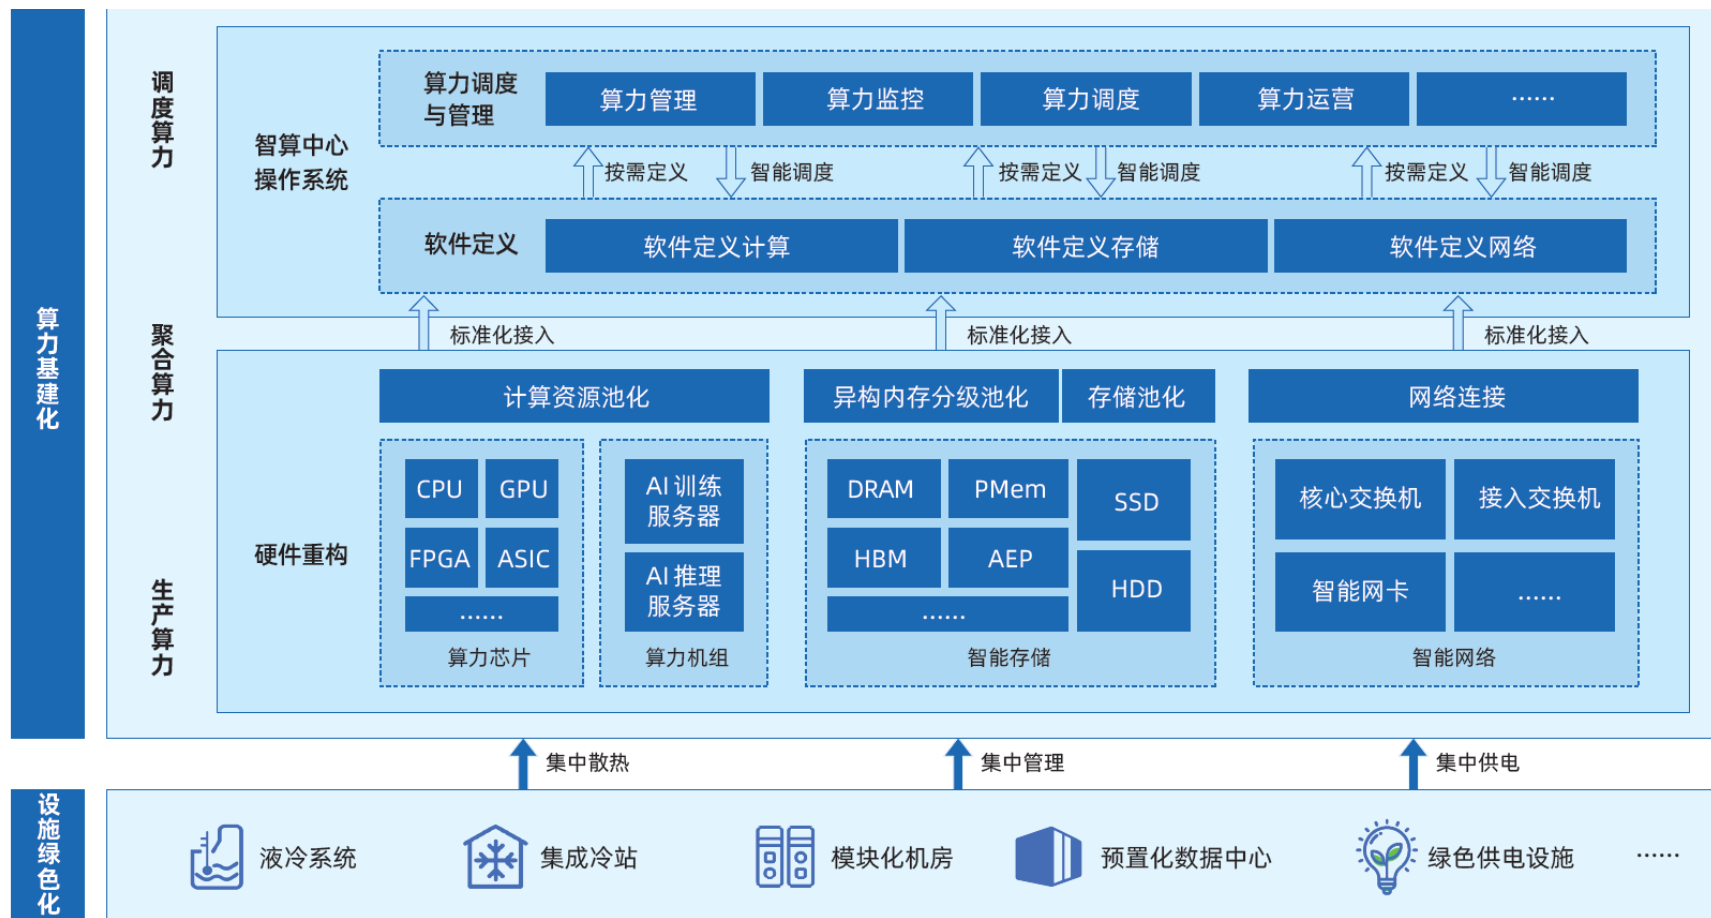 算力基建化
调度算力
聚合算力
生产算力
智算中心
操作系统
算力调度
与管理
算力管理
算力监控
算力调度
算力运营
……
按需定义
智能调度
按需定义
智能调度
按需定义
智能调度
软件定义
软件定义计算
软件定义存储
软件定义网络
标准化接入
标准化接入
标准化接入
硬件重构
计算资源池化
异构内存分级池化
存储池化
网络连接
CPU
GPU
FPGA
ASIC
……
算力芯片
AI 训练
服务器
AI 推理
服务器
算力机组
DRAM
PMem
HBM
AEP
……
SSD
HDD
智能存储
核心交换机
接入交换机
智能网卡
……
智能网络
集中散热
集中管理
集中供电
设施绿色化
液冷系统
集成冷站
模块化机房
预置化数据中心
绿色供电设施
……